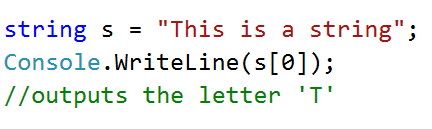 string s = "This is a string";
Console.WriteLine(s[0]);
//outputs the letter 'T'